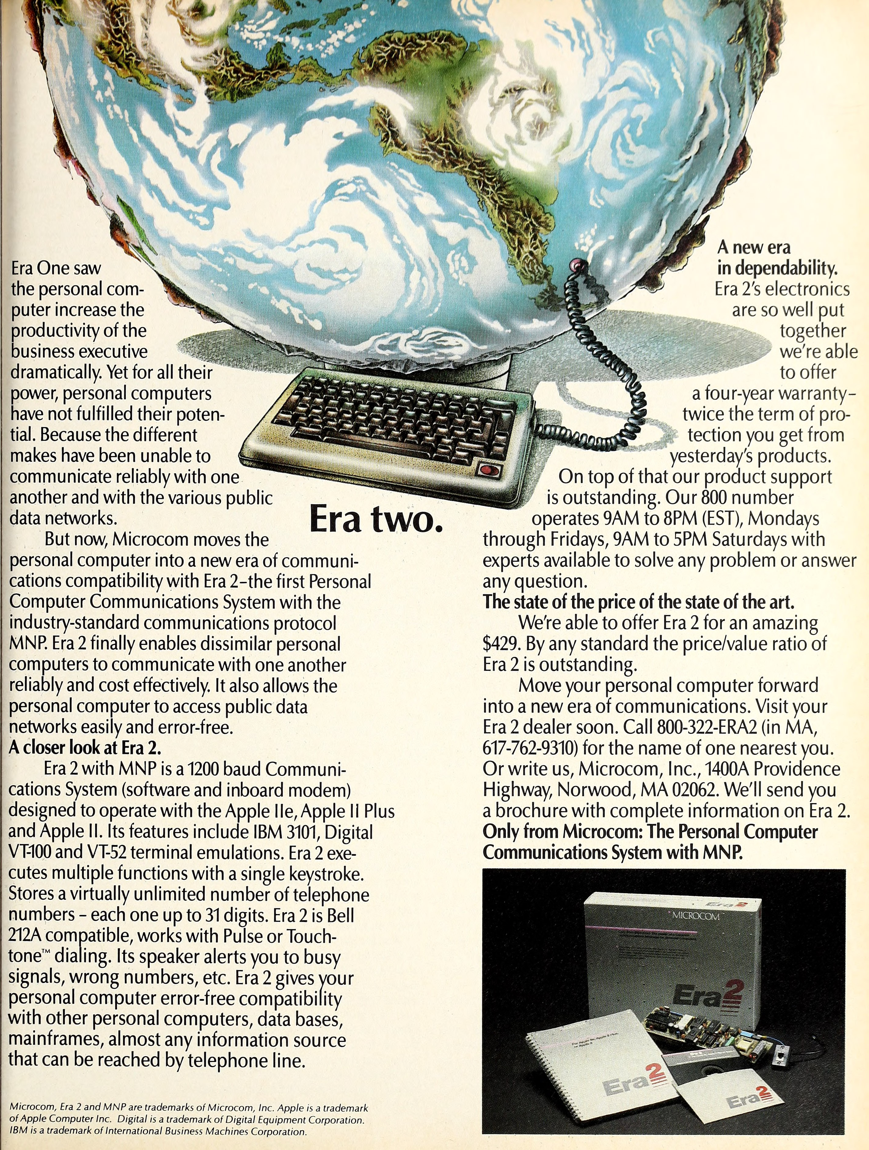 Era One saw
the personal com-
puter increase the
productivity of the
business executive
dramatically. Yet for all their
power, personal computers
have not fulfilled their poten-
tial. Because the different
makes have been unable to
communicate reliably with one
another and with the various public
data networks.
But now, Microcom moves the
personal computer into a new era of communi-
cations compatibility with Era 2–the first Personal
Computer Communications System with the
industry-standard communications protocol
MNP. Era 2 finally enables dissimilar personal
computers to communicate with one another
reliably and cost effectively. It also allows the
personal computer to access public data
networks easily and error-free.
A closer look at Era 2.
Era 2 with MNP is a 1200 baud Communi-
cations System (software and inboard modem)
designed to operate with the Apple IIe, Apple II Plus
and Apple II. Its features include IBM 3101, Digital
VT-100 and VT-52 terminal emulations. Era 2 exe-
cutes multiple functions with a single keystroke.
Stores a virtually unlimited number of telephone
numbers – each one up to 31 digits. Era 2 is Bell
212A compatible, works with Pulse or Touch-
tone™ dialing. Its speaker alerts you to busy
signals, wrong numbers, etc. Era 2 gives your
personal computer error-free compatibility
with other personal computers, data bases,
mainframes, almost any information source
that can be reached by telephone line.
Era two.
A new era
in dependability.
Era 2's electronics
are so well put
together
we're able
to offer
a four-year warranty–
twice the term of pro-
tection you get from
yesterday's products.
On top of that our product support
is outstanding. Our 800 number
operates 9AM to 8PM (EST), Mondays
through Fridays, 9AM to 5PM Saturdays with
experts available to solve any problem or answer
any question.
The state of the price of the state of the art.
We're able to offer Era 2 for an amazing
$429. By any standard the price/value ratio of
Era 2 is outstanding.
Move your personal computer forward
into a new era of communications. Visit your
Era 2 dealer soon. Call 800-322-ERA2 (in MA,
617-762-9310) for the name of one nearest you.
Or write us, Microcom, Inc., 1400A Providence
Highway, Norwood, MA 02062. We'll send you
a brochure with complete information on Era 2.
Only from Microcom: The Personal Computer
Communications System with MNP.
Era 2
MICROCOM
Era 2
Era 2
Era 2
Microcom, Era 2 and MNP are trademarks of Microcom, Inc. Apple is a trademark
of Apple Computer Inc. Digital is a trademark of Digital Equipment Corporation.
IBM is a trademark of International Business Machines Corporation.